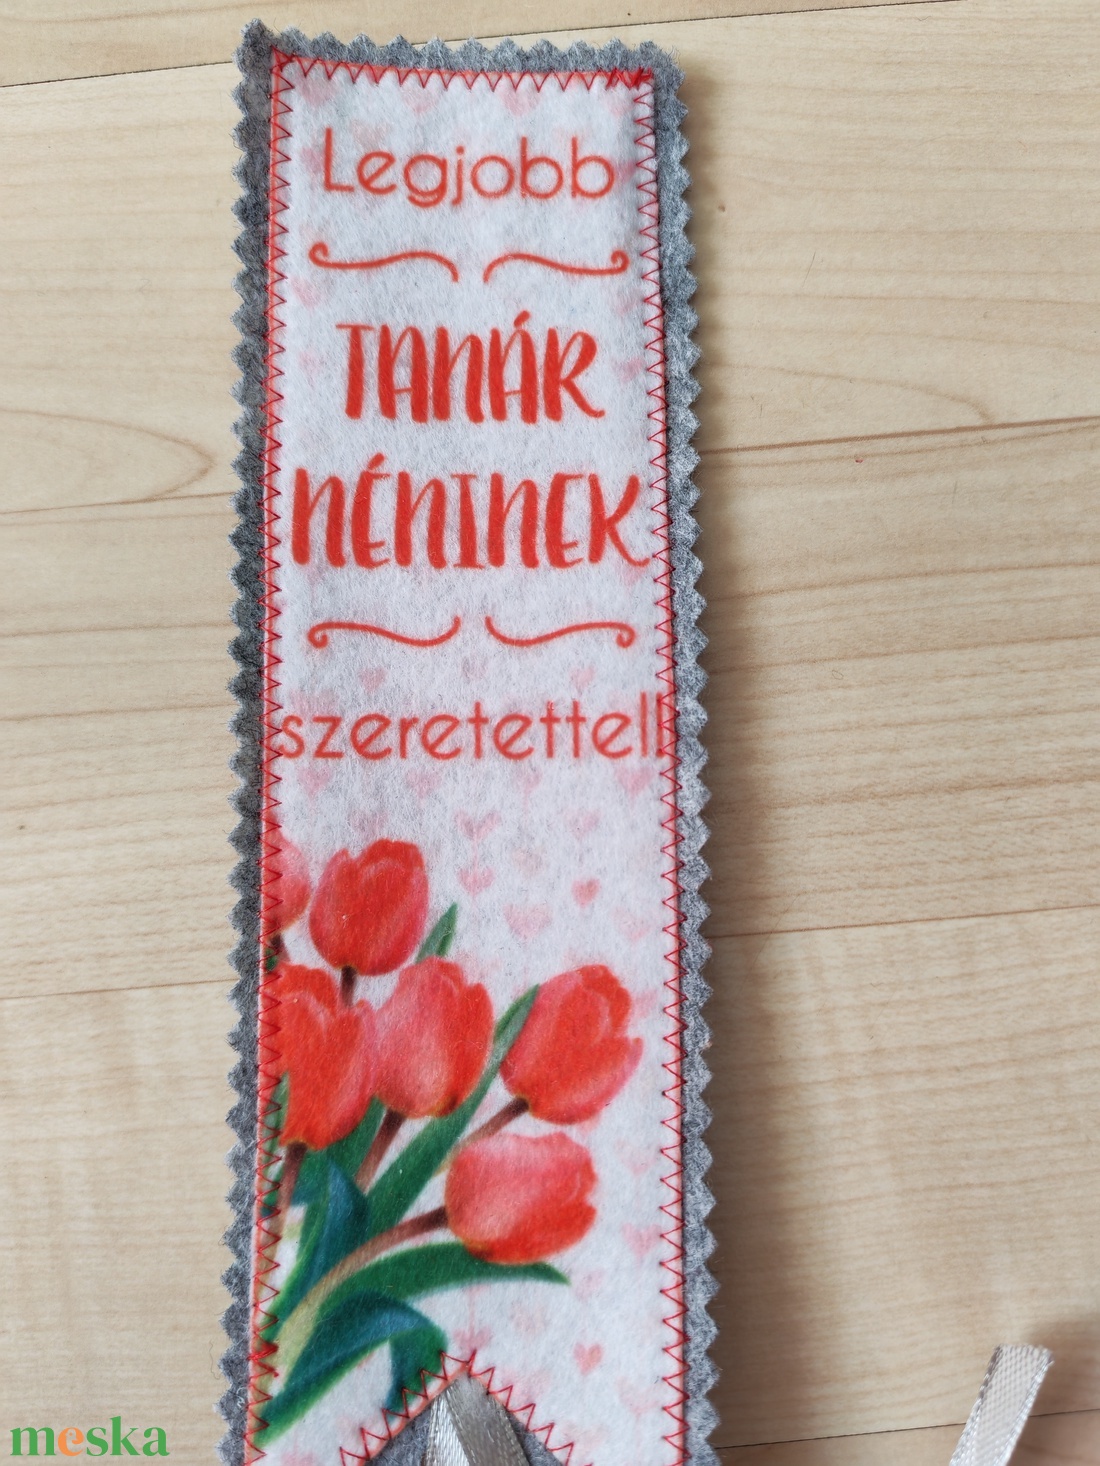 Legjobb
TANÁR
NÉNINEK
szeretettel!
meska